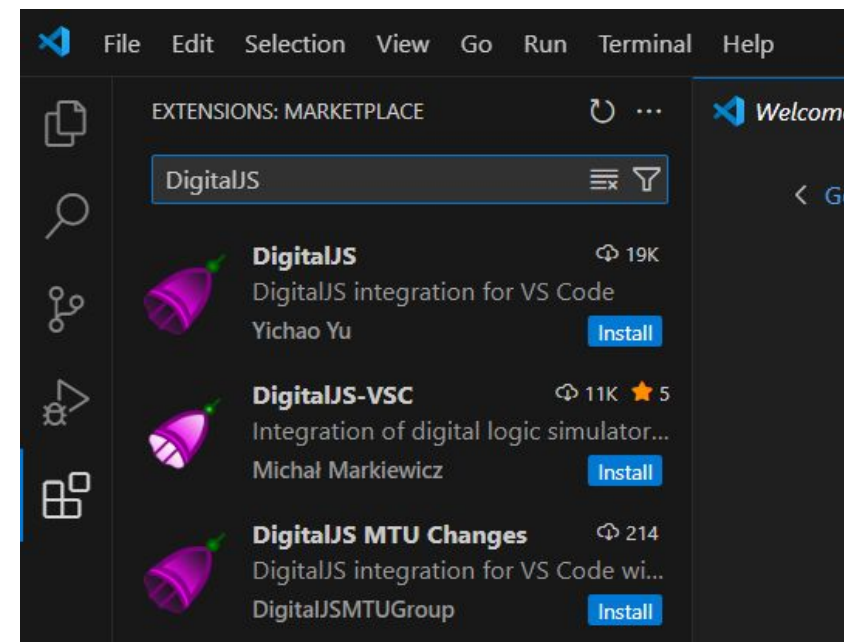 File Edit Selection View Go Run Terminal Help
EXTENSIONS: MARKETPLACE
DigitalJS
DigitalJS 19K
DigitalJS integration for VS Code
Yichao Yu Install
DigitalJS-VSC 11K 5
Integration of digital logic simulator...
Michał Markiewicz Install
DigitalJS MTU Changes 214
DigitalJS integration for VS Code wi...
DigitalJSMTUGroup Install
Welcom